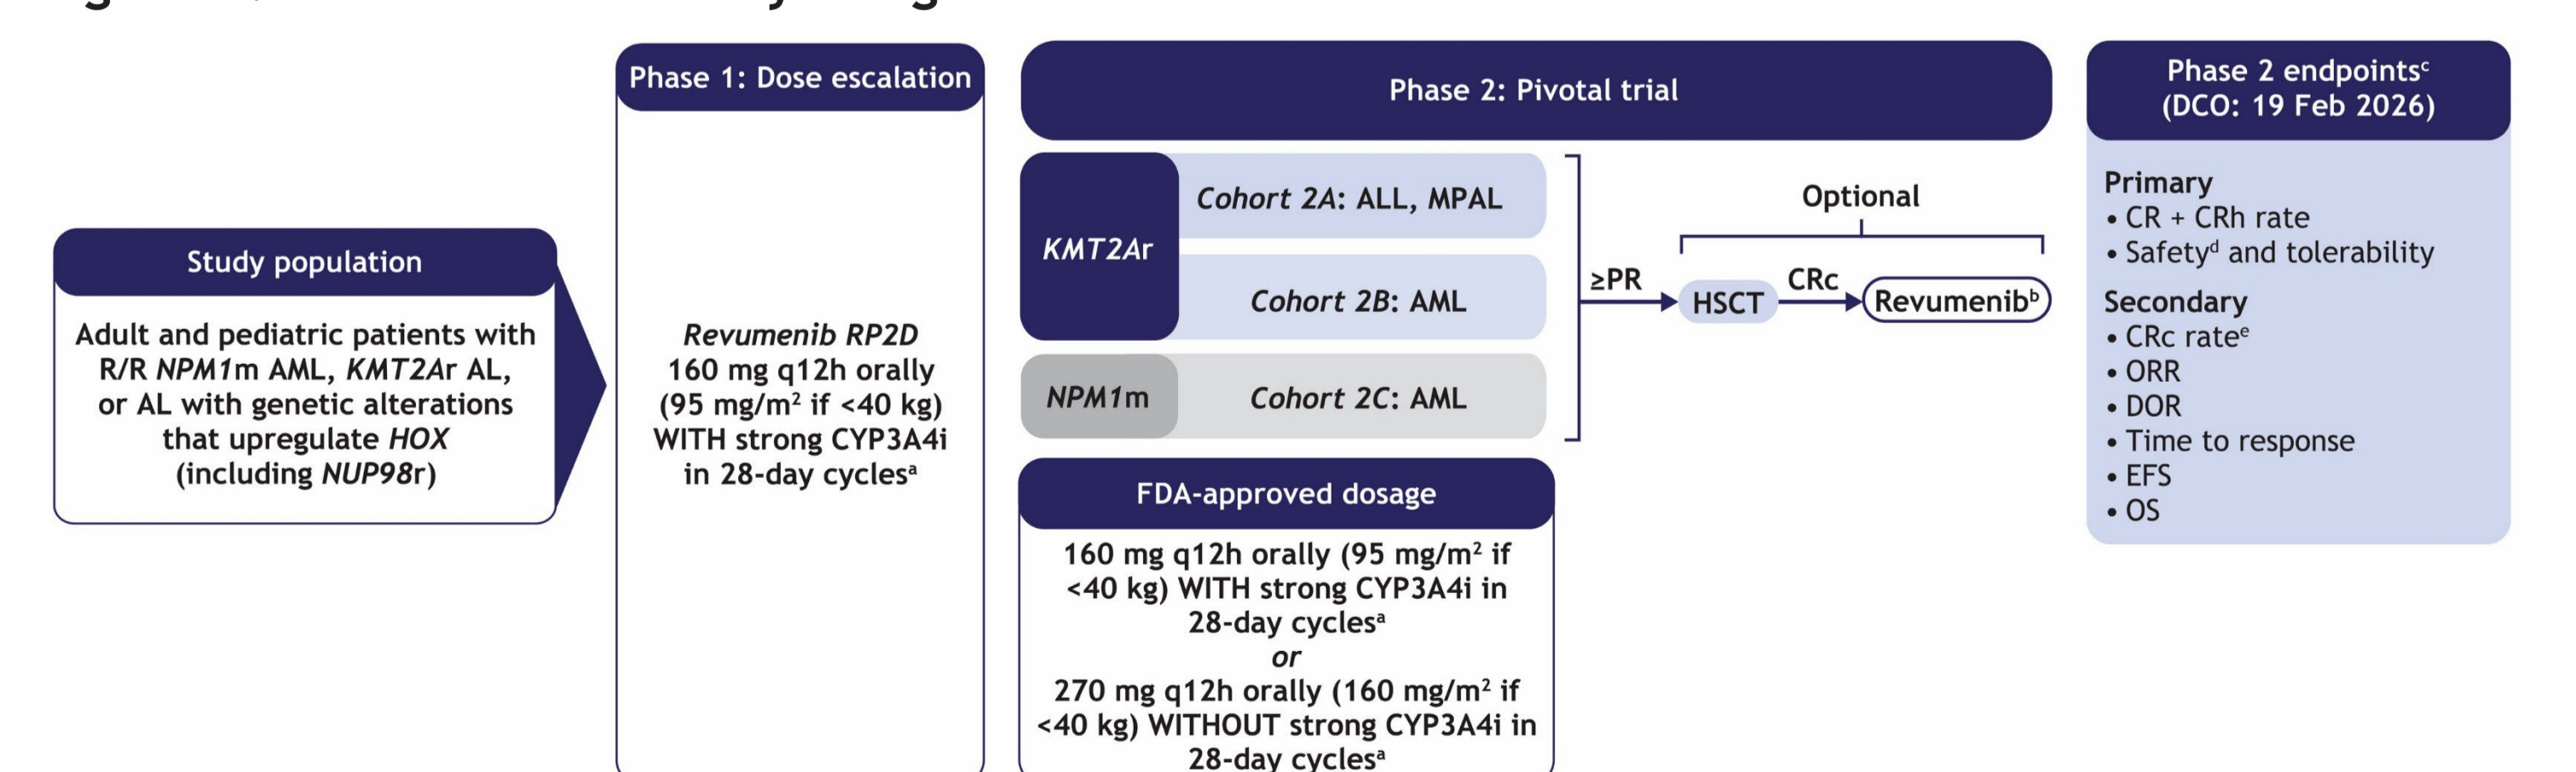 Study population
Adult and pediatric patients with
R/R NPM1m AML, KMT2Ar AL,
or AL with genetic alterations
that upregulate HOX
(including NUP98r)
Phase 1: Dose escalation
Revumenib RP2D
160 mg q12h orally
(95 mg/m² if <40 kg)
WITH strong CYP3A4i
in 28-day cyclesᵃ
Phase 2: Pivotal trial
KMT2Ar
Cohort 2A: ALL, MPAL
Cohort 2B: AML
NPM1m
Cohort 2C: AML
≥PR
Optional
HSCT
CRc
Revumenibᵇ
FDA-approved dosage
160 mg q12h orally (95 mg/m² if
<40 kg) WITH strong CYP3A4i in
28-day cyclesᵃ
or
270 mg q12h orally (160 mg/m² if
<40 kg) WITHOUT strong CYP3A4i in
28-day cyclesᵃ
Phase 2 endpointsᶜ
(DCO: 19 Feb 2026)
Primary
• CR + CRh rate
• Safetyᵈ and tolerability
Secondary
• CRc rateᵉ
• ORR
• DOR
• Time to response
• EFS
• OS